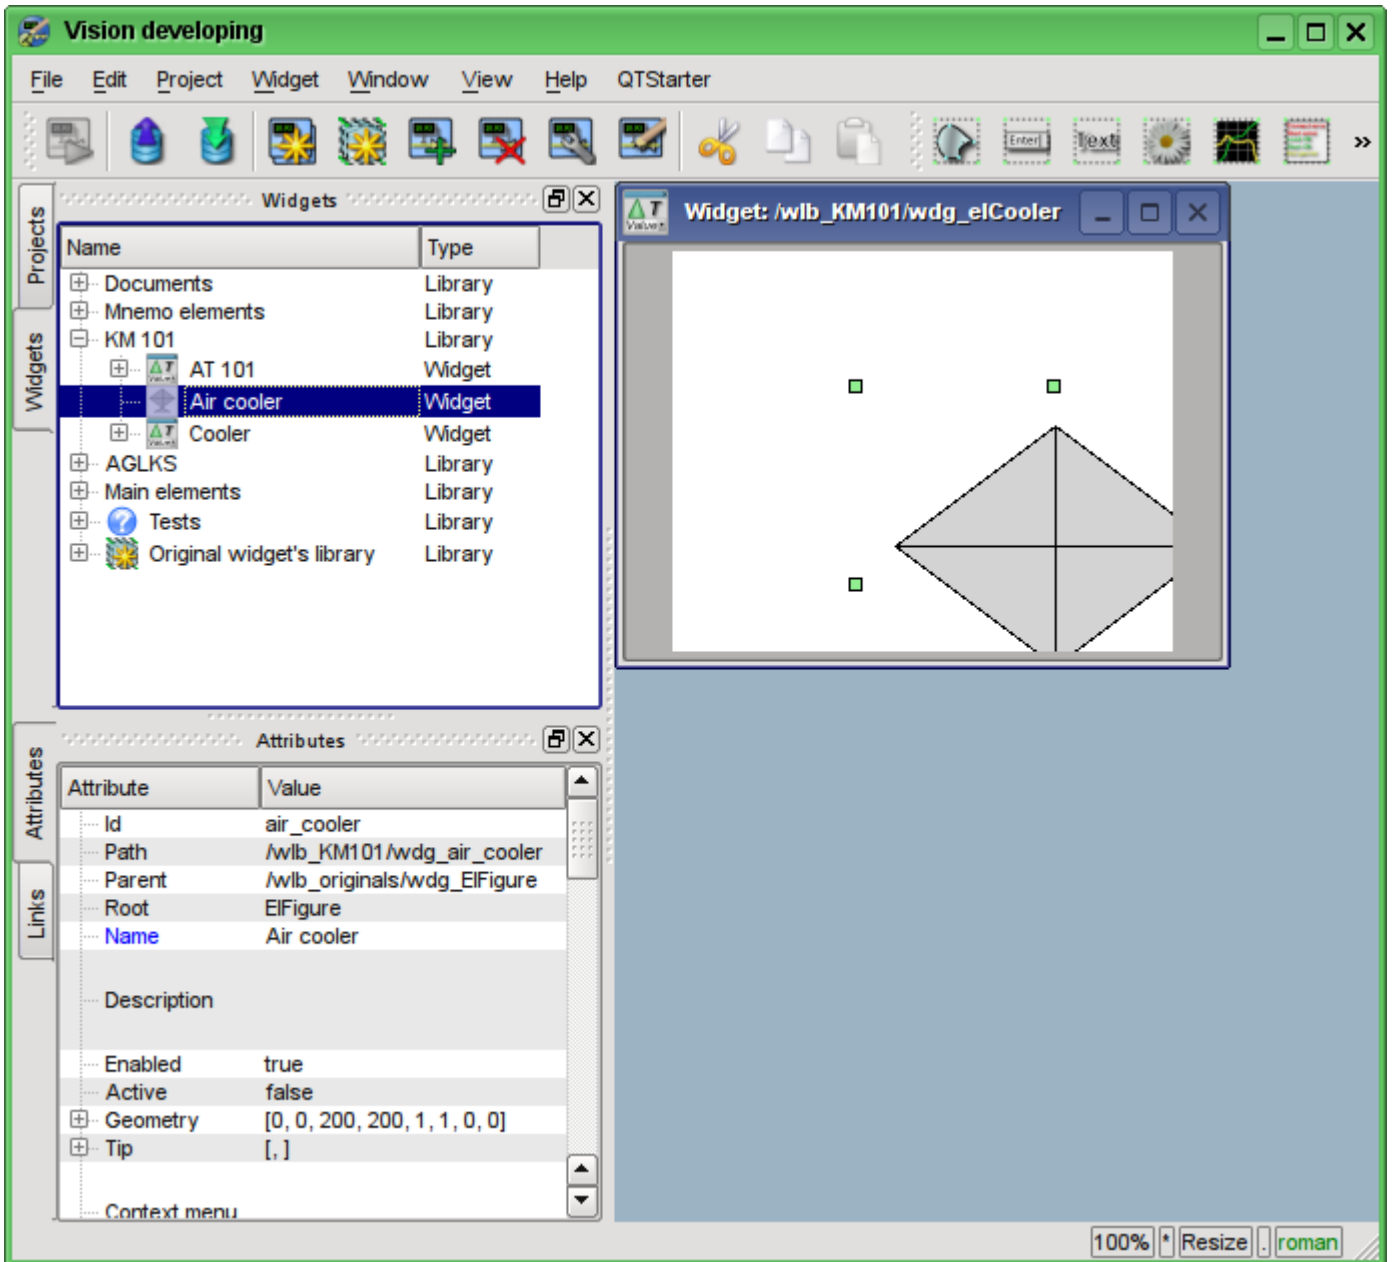 Vision developing
File Edit Project Widget Window View Help QTStarter
Enter Text »
Projects
Widgets
Widgets
Name Type
Documents Library
Mnemo elements Library
KM 101 Library
AT 101 Widget
Air cooler Widget
Cooler Widget
AGLKS Library
Main elements Library
Tests Library
Original widget's library Library
Widget: /wlb_KM101/wdg_elCooler
Attributes
Links
Attributes
Attribute Value
Id air_cooler
Path /wlb_KM101/wdg_air_cooler
Parent /wlb_originals/wdg_ElFigure
Root ElFigure
Name Air cooler
Description
Enabled true
Active false
Geometry [0, 0, 200, 200, 1, 1, 0, 0]
Tip [, ]
Context menu
100% * Resize . roman